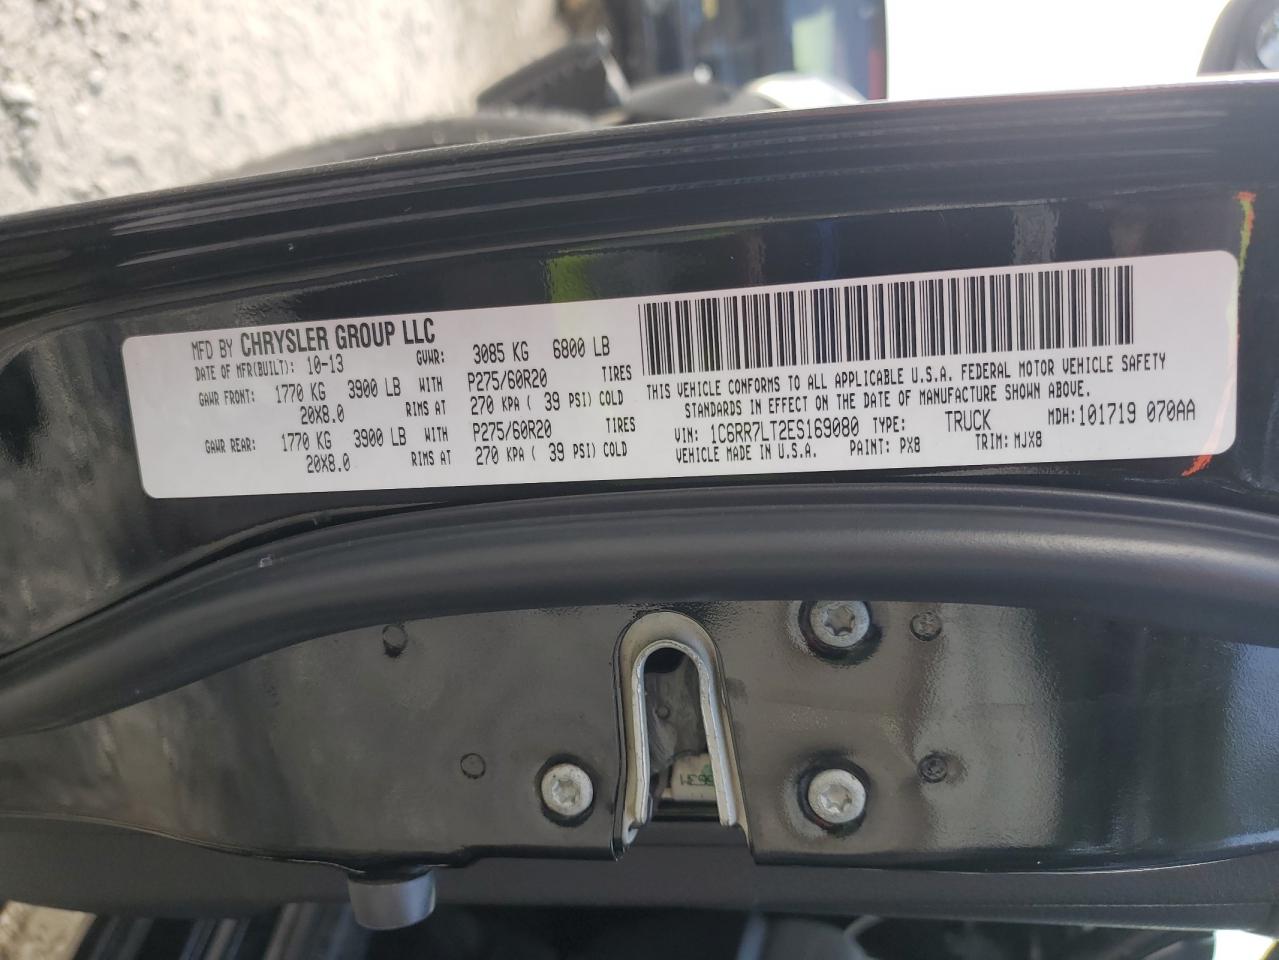 MFD BY CHRYSLER GROUP LLC
DATE OF MFR(BUILT): 10-13 GVWR: 3085 KG 6800 LB
GAWR FRONT: 1770 KG 3900 LB WITH P275/60R20 TIRES
20X8.0 RIMS AT 270 KPA ( 39 PSI) COLD
GAWR REAR: 1770 KG 3900 LB WITH P275/60R20 TIRES
20X8.0 RIMS AT 270 KPA ( 39 PSI) COLD
THIS VEHICLE CONFORMS TO ALL APPLICABLE U.S.A. FEDERAL MOTOR VEHICLE SAFETY
STANDARDS IN EFFECT ON THE DATE OF MANUFACTURE SHOWN ABOVE.
VIN: 1C6RR7LT2ES169080 TYPE: TRUCK MDH: 101719 070AA
VEHICLE MADE IN U.S.A. PAINT: PX8 TRIM: MJX8